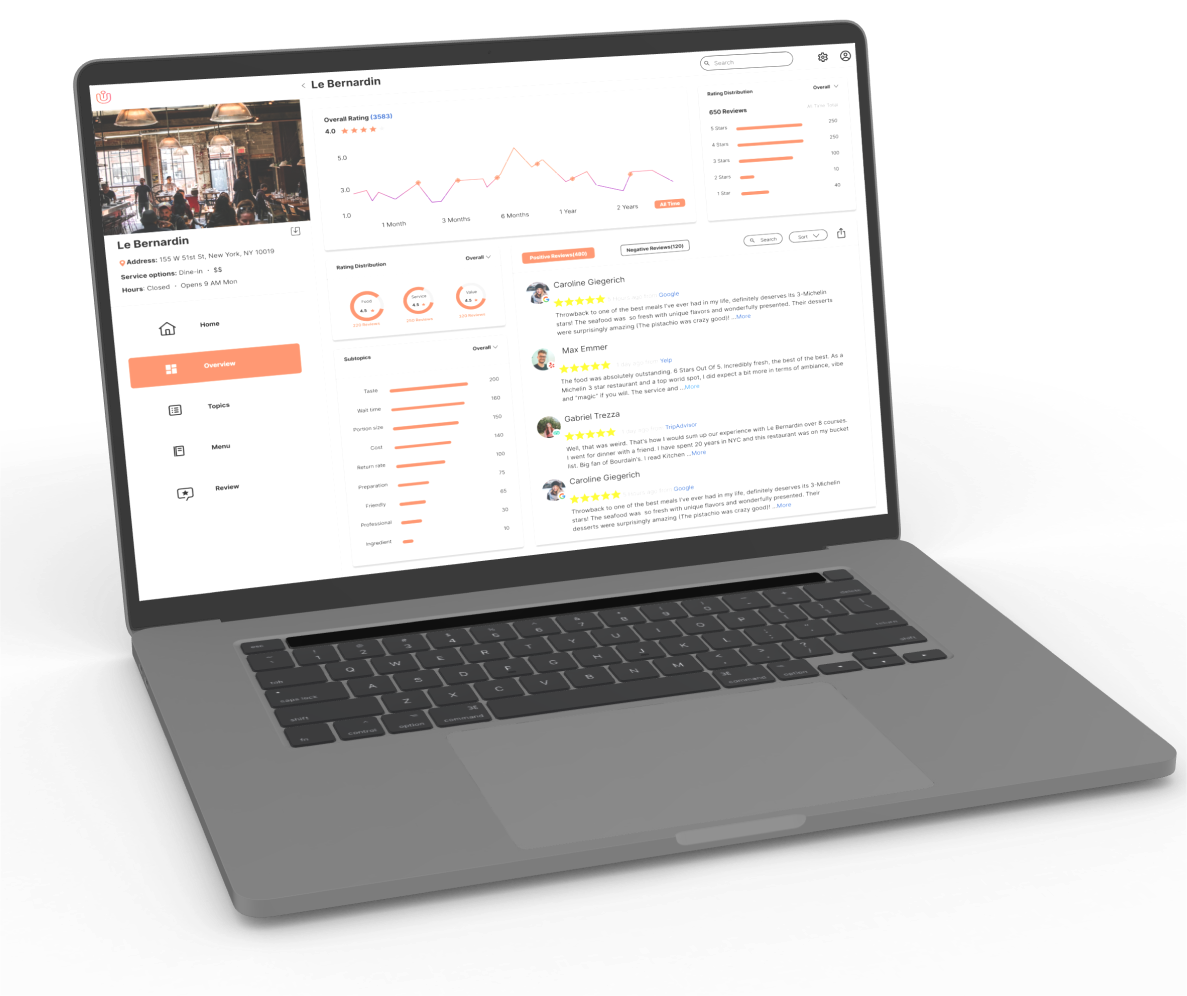 Le Bernardin
Search
Le Bernardin
Address: 155 W 51st St, New York, NY 10019
Service options: Dine-in · $$
Hours: Closed · Opens 9 AM Mon
Home
Overview
Topics
Menu
Review
Overall Rating (3583)
4.0
5.0
3.0
1.0
1 Month
3 Months
6 Months
1 Year
2 Years
All Time
Rating Distribution
Overall
650 Reviews
5 Stars 250
4 Stars 250
3 Stars 100
2 Stars 10
1 Star 40
Rating Distribution
Overall
Food
4.5
Service
4.5
Value
4.5
Subtopics
Overall
Taste 200
Wait time 160
Portion size 150
Cost 140
Return rate 100
Preparation 75
Friendly 65
Professional 30
Ingredient 10
Negative Reviews(120)
Search
Sort
Caroline Giegerich
Google
Throwback to one of the best meals I've ever had in my life, definitely deserves its 3-Michelin
stars! The seafood was so fresh with unique flavors and wonderfully presented. Their desserts
were surprisingly amazing (The pistachio was crazy good)! ...More
Max Emmer
Yelp
The food was absolutely outstanding. 6 Stars Out Of 5. Incredibly fresh, the best of the best. As a
Michelin 3 star restaurant and a top world spot, I did expect a bit more in terms of ambiance, vibe
and "magic" if you will. The service and ...More
Gabriel Trezza
TripAdvisor
Well, that was weird. That's how I would sum up our experience with Le Bernardin over 8 courses.
I went for dinner with a friend. I have spent 20 years in NYC and this restaurant was on my bucket
list. Big fan of Bourdain's. I read Kitchen ...More
Caroline Giegerich
Google
Throwback to one of the best meals I've ever had in my life, definitely deserves its 3-Michelin
stars! The seafood was so fresh with unique flavors and wonderfully presented. Their
desserts were surprisingly amazing (The pistachio was crazy good)! ...More
Q W E R T Y U I O P
A S D F G H J K L
Z X C V B N M
shift
fn control option command
command option